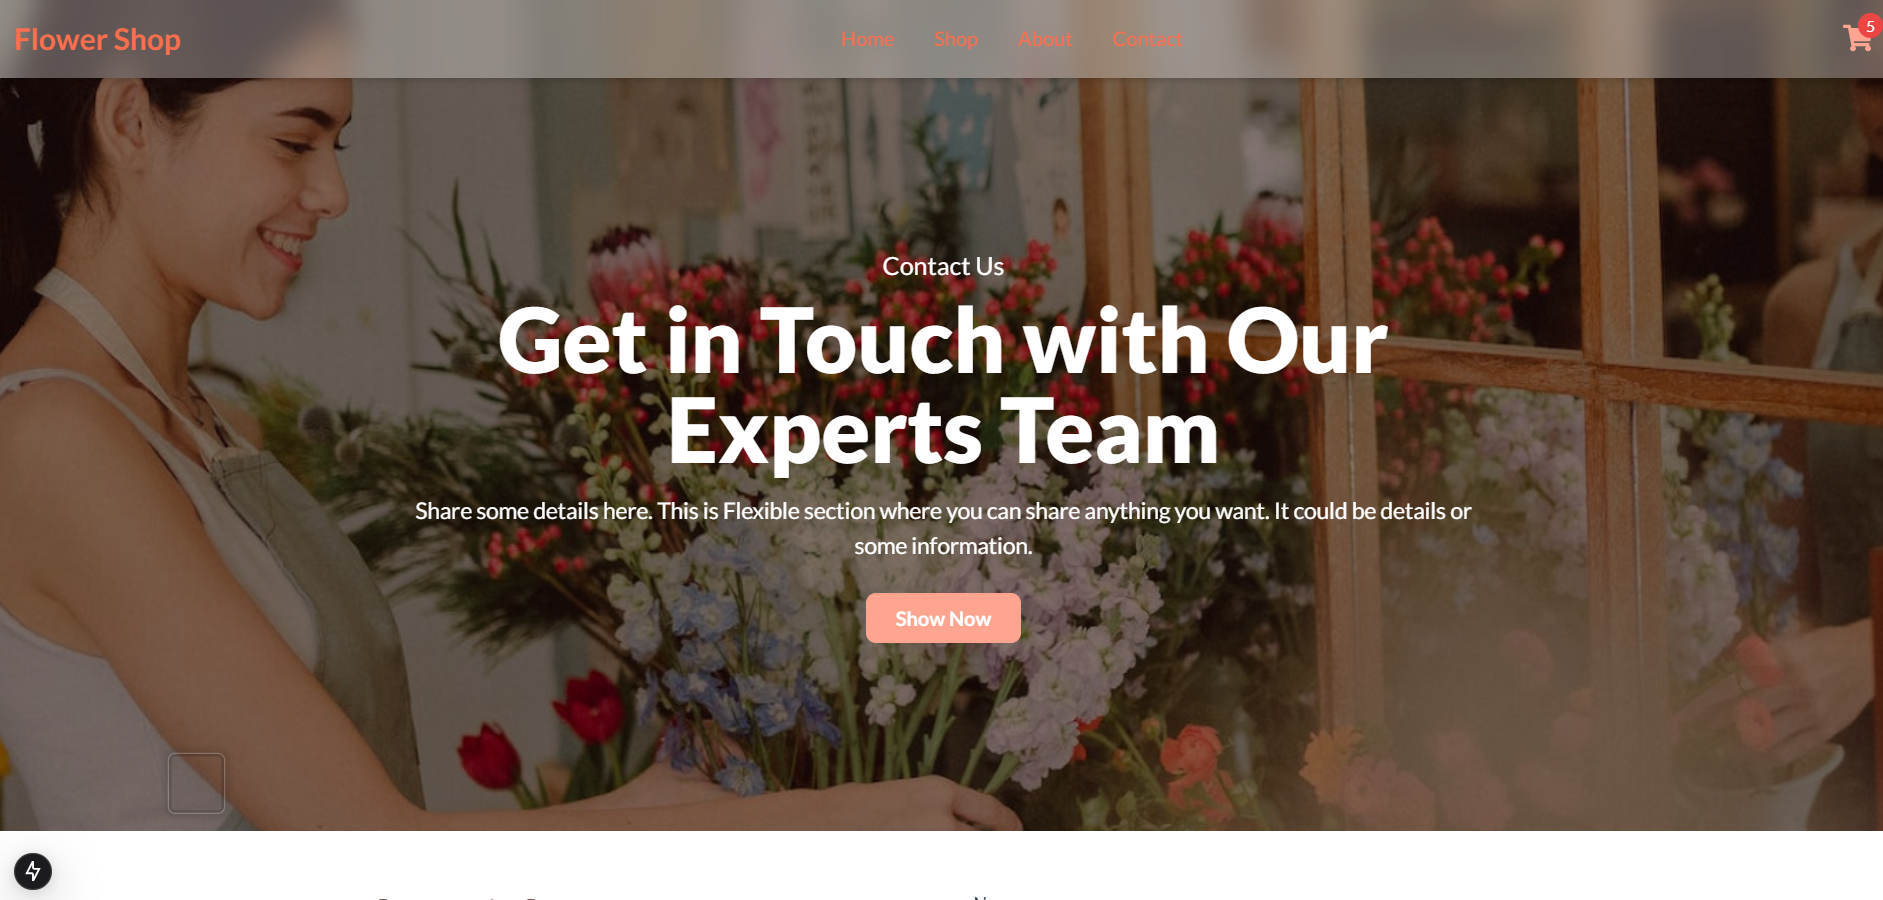 Flower Shop
Home Shop About Contact
5
Contact Us
Get in Touch with Our
Experts Team
Share some details here. This is Flexible section where you can share anything you want. It could be details or
some information.
Show Now